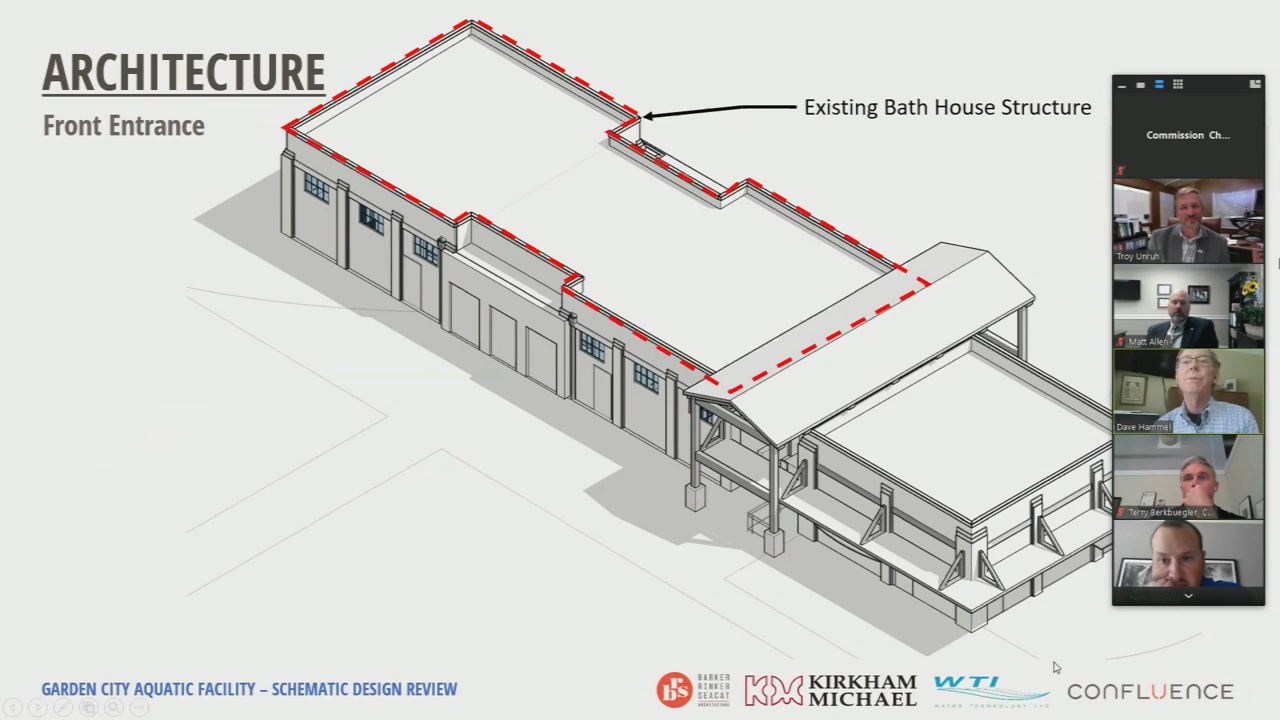 ARCHITECTURE
Front Entrance
Existing Bath House Structure
Commission Ch...
Troy Unruh
Matt Allen
Dave Hammel
Terry Berkbuegler, C...
GARDEN CITY AQUATIC FACILITY – SCHEMATIC DESIGN REVIEW
brs
BARKER
RINKER
SEACAT
ARCHITECTURE
KIRKHAM
MICHAEL
WTI
WATER TECHNOLOGY INC
CONFLUENCE